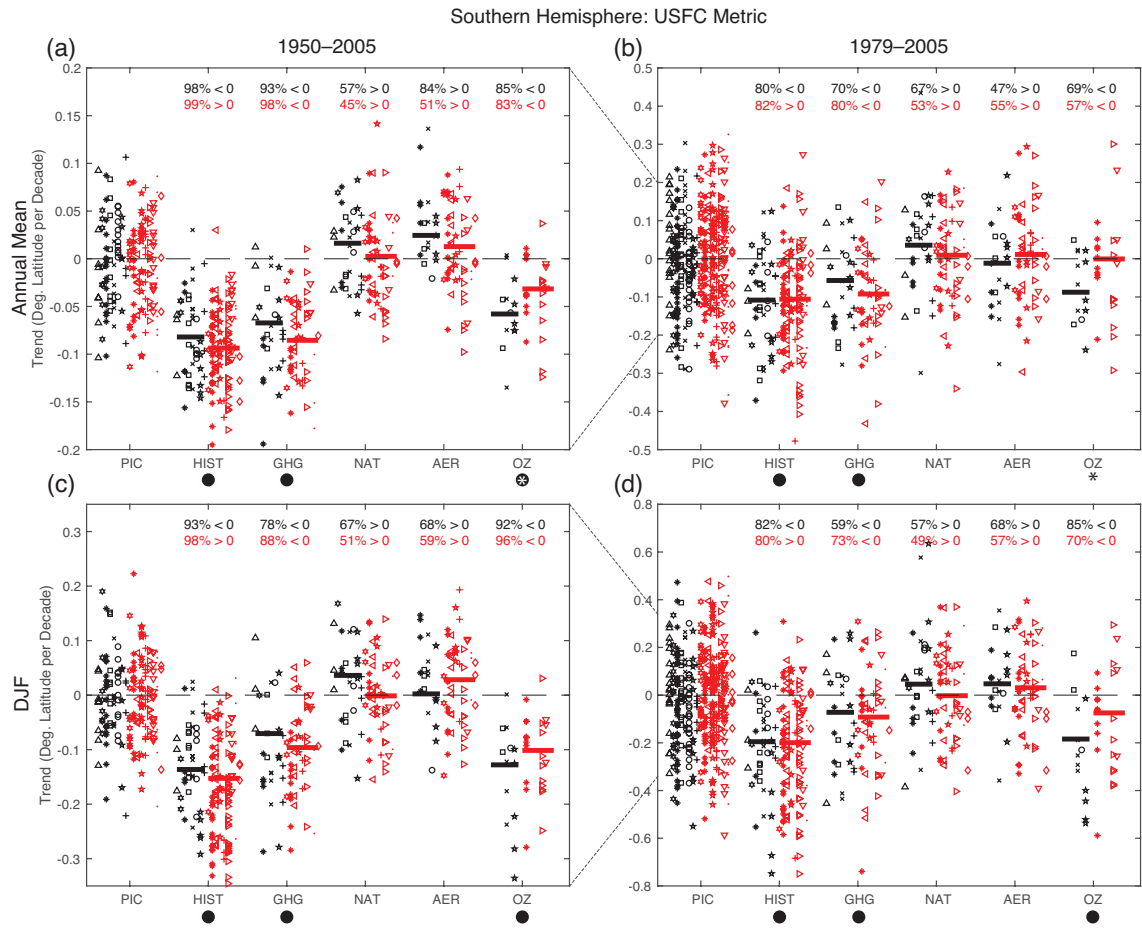 Southern Hemisphere: USFC Metric
(a) 1950–2005
(b) 1979–2005
Annual Mean
Trend (Deg. Latitude per Decade)
0.2
0.15
0.1
0.05
0
-0.05
-0.1
-0.15
-0.2
98% < 0 93% < 0 57% > 0 84% > 0 85% < 0
99% > 0 98% < 0 45% > 0 51% > 0 83% < 0
PIC HIST GHG NAT AER OZ
0.5
0.4
0.3
0.2
0.1
0
-0.1
-0.2
-0.3
-0.4
-0.5
80% < 0 70% < 0 67% > 0 47% > 0 69% < 0
82% > 0 80% < 0 53% > 0 55% > 0 57% < 0
PIC HIST GHG NAT AER OZ
*
(c)
DJF
Trend (Deg. Latitude per Decade)
0.3
0.2
0.1
0
-0.1
-0.2
-0.3
93% < 0 78% < 0 67% > 0 68% > 0 92% < 0
98% > 0 88% < 0 51% > 0 59% > 0 96% < 0
PIC HIST GHG NAT AER OZ
(d)
0.8
0.6
0.4
0.2
0
-0.2
-0.4
-0.6
-0.8
82% < 0 59% < 0 57% > 0 68% > 0 85% < 0
80% > 0 73% < 0 49% > 0 57% > 0 70% < 0
PIC HIST GHG NAT AER OZ